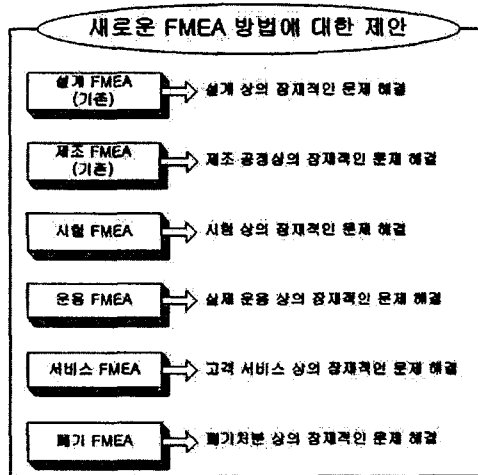 새로운 FMEA 방법에 대한 제안
설계 FMEA
(기존)
설계 상의 잠재적인 문제 해결
제조 FMEA
(기존)
제조 공정상의 잠재적인 문제 해결
시험 FMEA
시험 상의 잠재적인 문제 해결
운용 FMEA
실제 운용 상의 잠재적인 문제 해결
서비스 FMEA
고객 서비스 상의 잠재적인 문제 해결
폐기 FMEA
폐기처분 상의 잠재적인 문제 해결